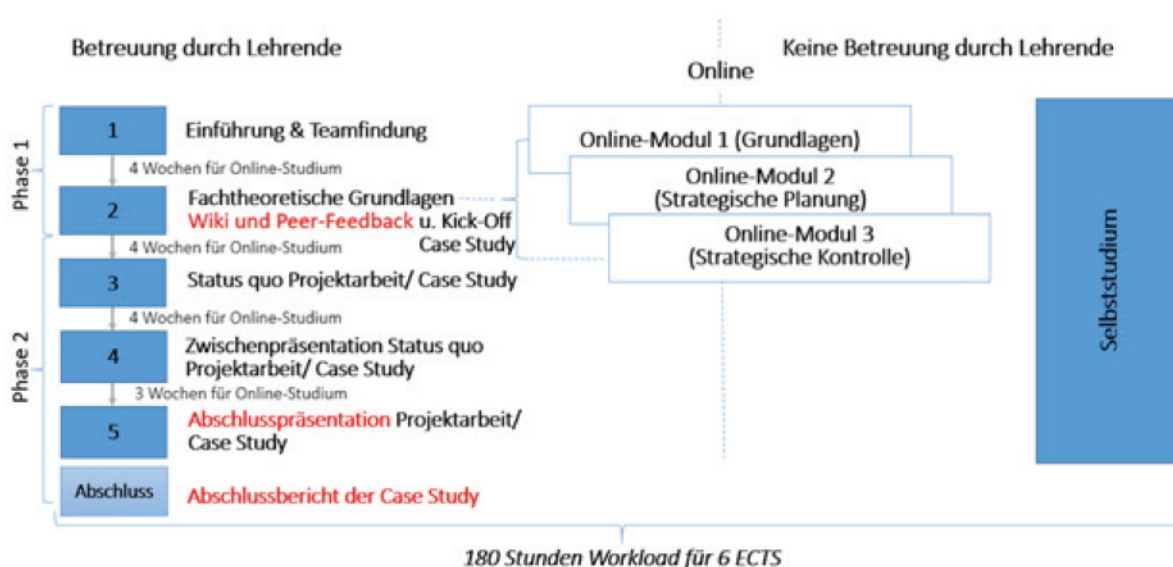 Betreuung durch Lehrende
Keine Betreuung durch Lehrende
Online
Phase 1
1
Einführung & Teamfindung
4 Wochen für Online-Studium
2
Fachtheoretische Grundlagen
Wiki und Peer-Feedback u. Kick-Off
Case Study
Online-Modul 1 (Grundlagen)
Online-Modul 2
(Strategische Planung)
Online-Modul 3
(Strategische Kontrolle)
Selbststudium
Phase 2
4 Wochen für Online-Studium
3
Status quo Projektarbeit/ Case Study
4 Wochen für Online-Studium
4
Zwischenpräsentation Status quo
Projektarbeit/ Case Study
3 Wochen für Online-Studium
5
Abschlusspräsentation Projektarbeit/
Case Study
Abschluss
Abschlussbericht der Case Study
180 Stunden Workload für 6 ECTS